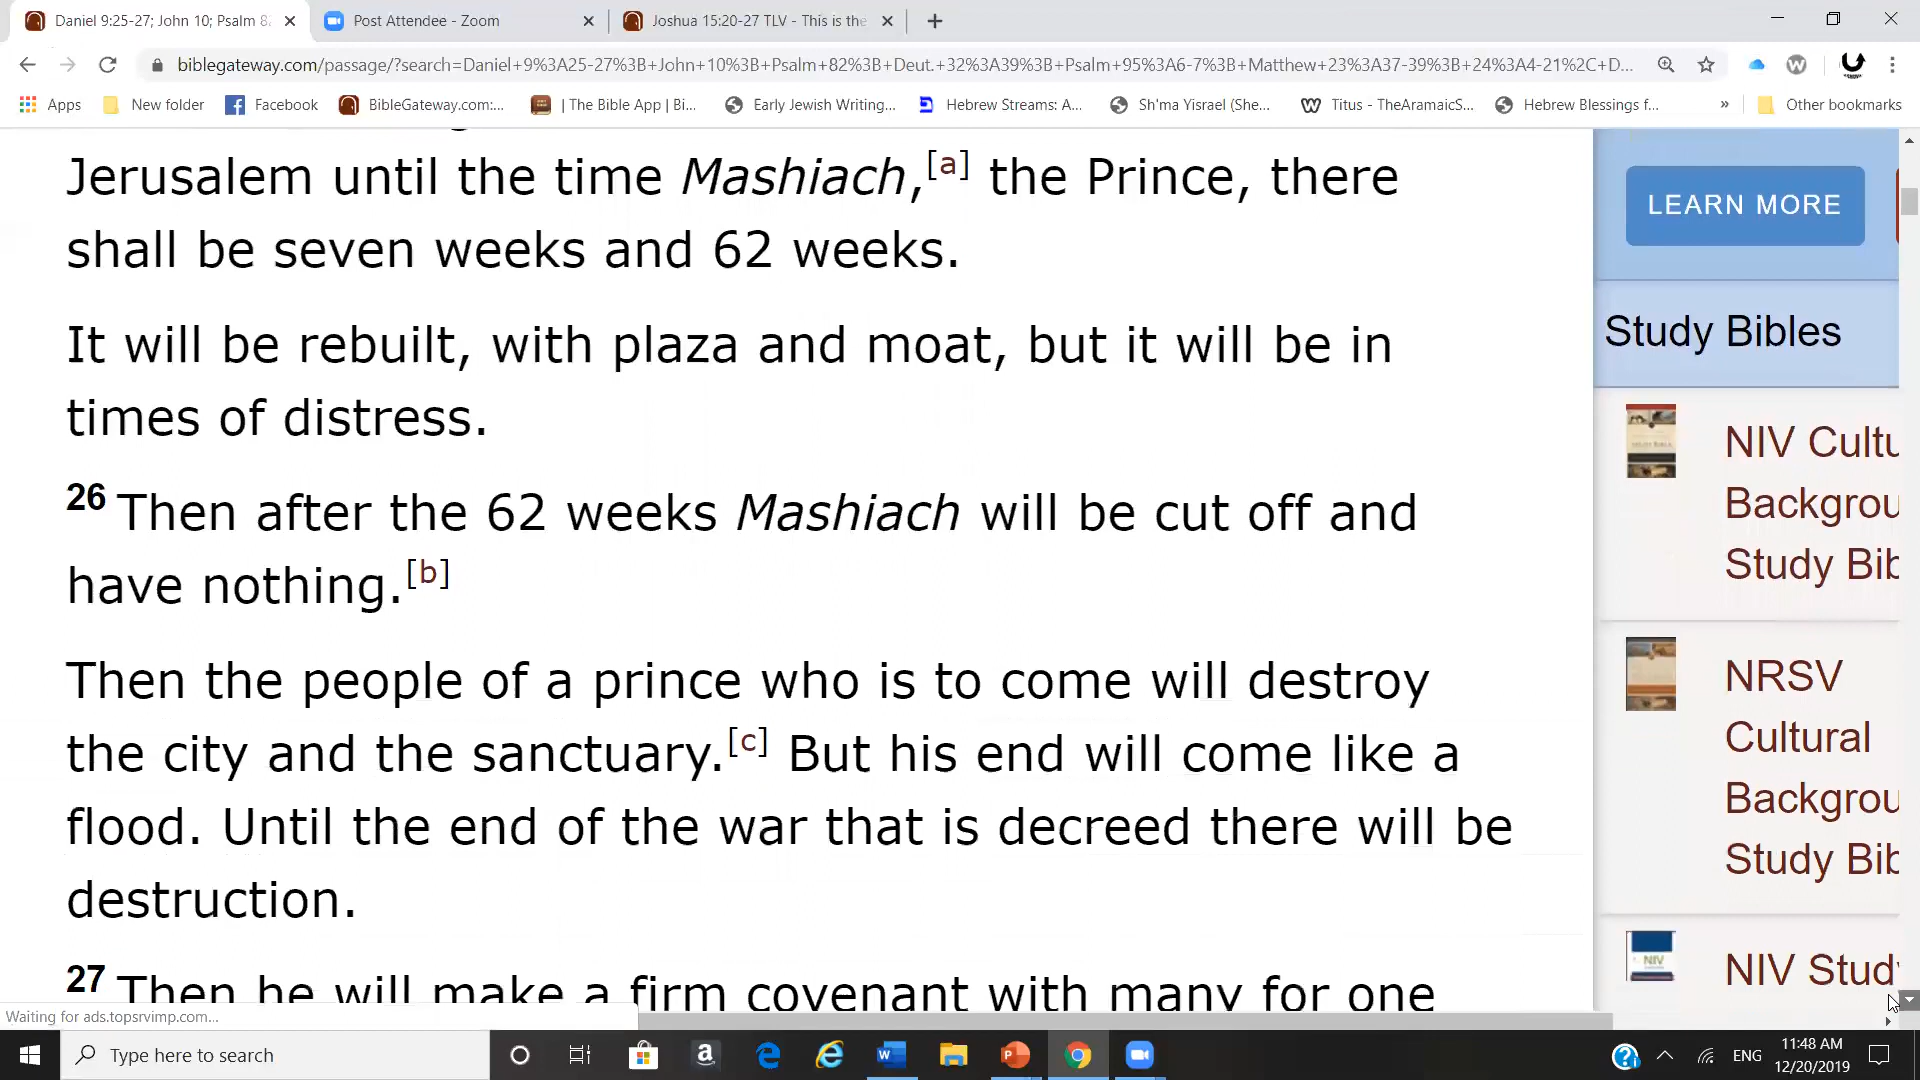 Daniel 9:25-27; John 10; Psalm 82
Post Attendee - Zoom
Joshua 15:20-27 TLV - This is the
biblegateway.com/passage/?search=Daniel+9%3A25-27%3B+John+10%3B+Psalm+82%3B+Deut.+32%3A39%3B+Psalm+95%3A6-7%3B+Matthew+23%3A37-39%3B+24%3A4-21%2C+D...
Apps
New folder
Facebook
BibleGateway.com:...
| The Bible App | Bi...
Early Jewish Writing...
Hebrew Streams: A...
Sh'ma Yisrael (She...
Titus - TheAramaicS...
Hebrew Blessings f...
»
Other bookmarks
Jerusalem until the time Mashiach,[a] the Prince, there
shall be seven weeks and 62 weeks.
It will be rebuilt, with plaza and moat, but it will be in
times of distress.
26 Then after the 62 weeks Mashiach will be cut off and
have nothing.[b]
Then the people of a prince who is to come will destroy
the city and the sanctuary.[c] But his end will come like a
flood. Until the end of the war that is decreed there will be
destruction.
27 Then he will make a firm covenant with many for one
LEARN MORE
Study Bibles
NIV Cultu
Backgrou
Study Bib
NRSV
Cultural
Backgrou
Study Bib
NIV
NIV Study
Waiting for ads.topsrvimp.com...
Type here to search
ENG
11:48 AM
12/20/2019